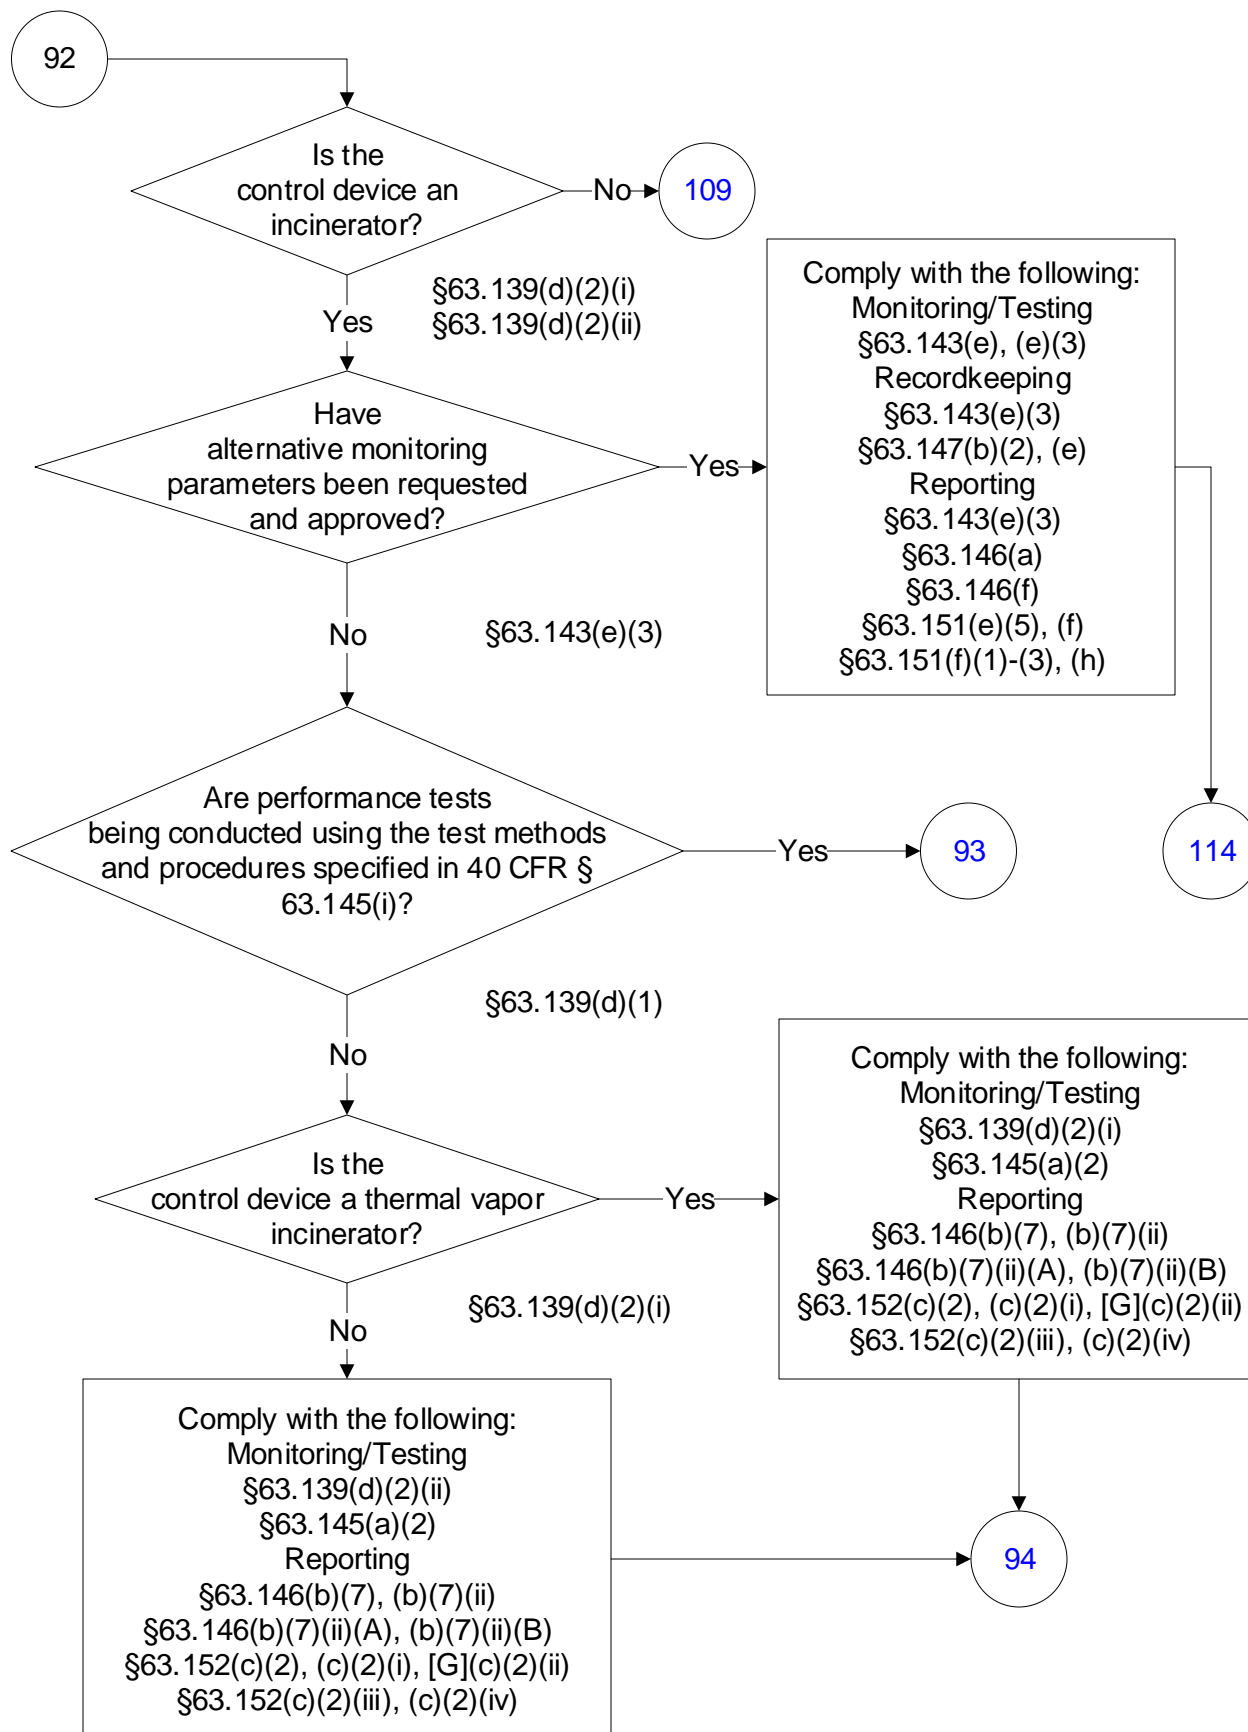 92
Is the
control device an
incinerator?
No
109
§63.139(d)(2)(i)
§63.139(d)(2)(ii)
Yes
Comply with the following:
Monitoring/Testing
§63.143(e), (e)(3)
Recordkeeping
§63.143(e)(3)
§63.147(b)(2), (e)
Reporting
§63.143(e)(3)
§63.146(a)
§63.146(f)
§63.151(e)(5), (f)
§63.151(f)(1)-(3), (h)
Have
alternative monitoring
parameters been requested
and approved?
Yes
No
§63.143(e)(3)
Are performance tests
being conducted using the test methods
and procedures specified in 40 CFR §
63.145(i)?
Yes
93
114
§63.139(d)(1)
No
Is the
control device a thermal vapor
incinerator?
Yes
Comply with the following:
Monitoring/Testing
§63.139(d)(2)(i)
§63.145(a)(2)
Reporting
§63.146(b)(7), (b)(7)(ii)
§63.146(b)(7)(ii)(A), (b)(7)(ii)(B)
§63.152(c)(2), (c)(2)(i), [G](c)(2)(ii)
§63.152(c)(2)(iii), (c)(2)(iv)
§63.139(d)(2)(i)
No
Comply with the following:
Monitoring/Testing
§63.139(d)(2)(ii)
§63.145(a)(2)
Reporting
§63.146(b)(7), (b)(7)(ii)
§63.146(b)(7)(ii)(A), (b)(7)(ii)(B)
§63.152(c)(2), (c)(2)(i), [G](c)(2)(ii)
§63.152(c)(2)(iii), (c)(2)(iv)
94